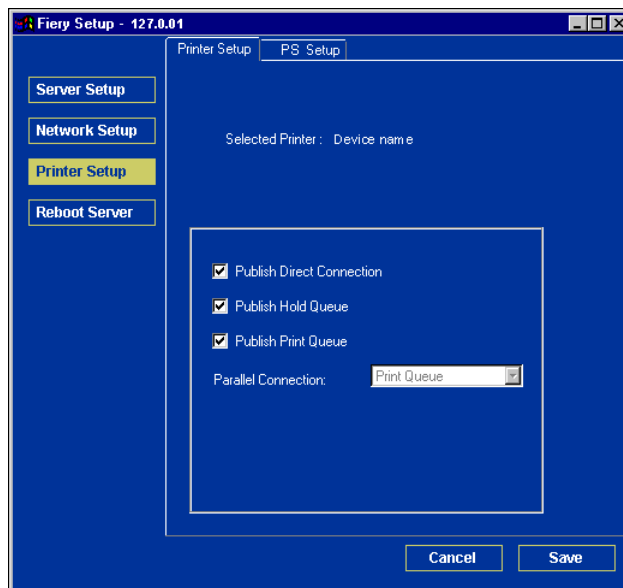 Fiery Setup - 127.0.01
Printer Setup
PS Setup
Server Setup
Network Setup
Printer Setup
Reboot Server
Selected Printer : Device name
Publish Direct Connection
Publish Hold Queue
Publish Print Queue
Parallel Connection: Print Queue
Cancel
Save